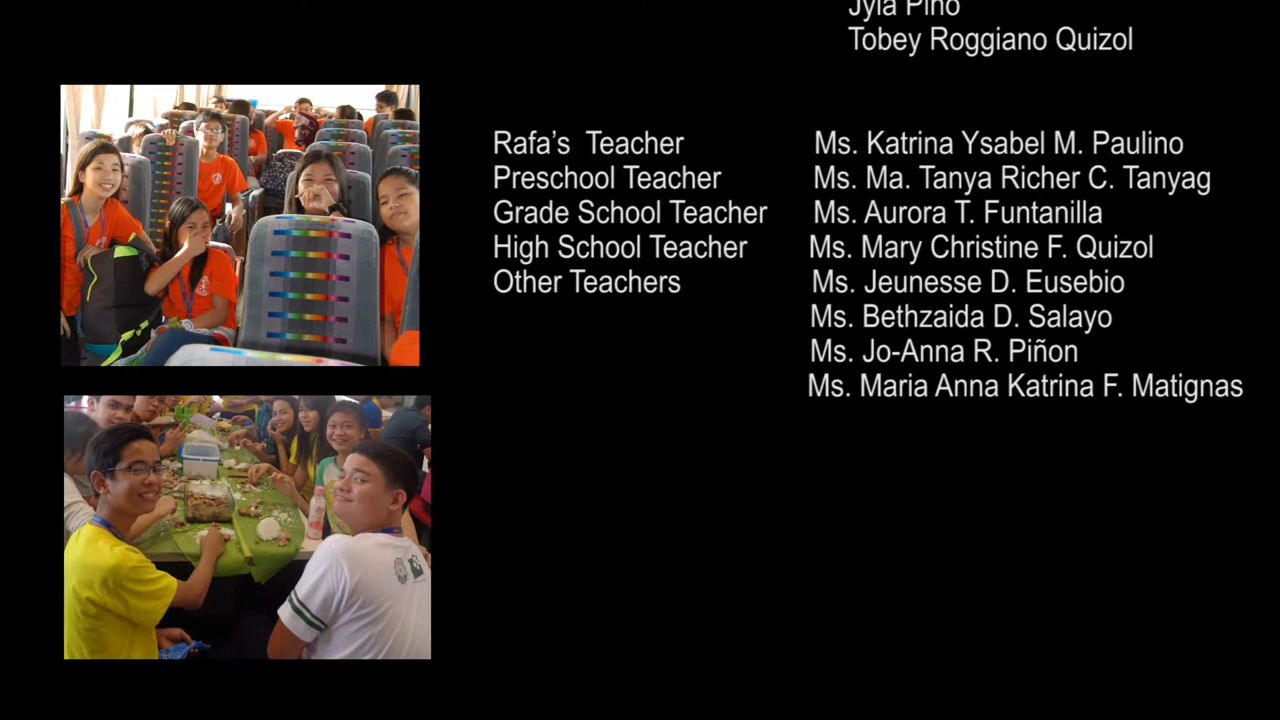 Jyla Pino
Tobey Roggiano Quizol
Rafa's Teacher Ms. Katrina Ysabel M. Paulino
Preschool Teacher Ms. Ma. Tanya Richer C. Tanyag
Grade School Teacher Ms. Aurora T. Funtanilla
High School Teacher Ms. Mary Christine F. Quizol
Other Teachers Ms. Jeunesse D. Eusebio
Ms. Bethzaida D. Salayo
Ms. Jo-Anna R. Piñon
Ms. Maria Anna Katrina F. Matignas